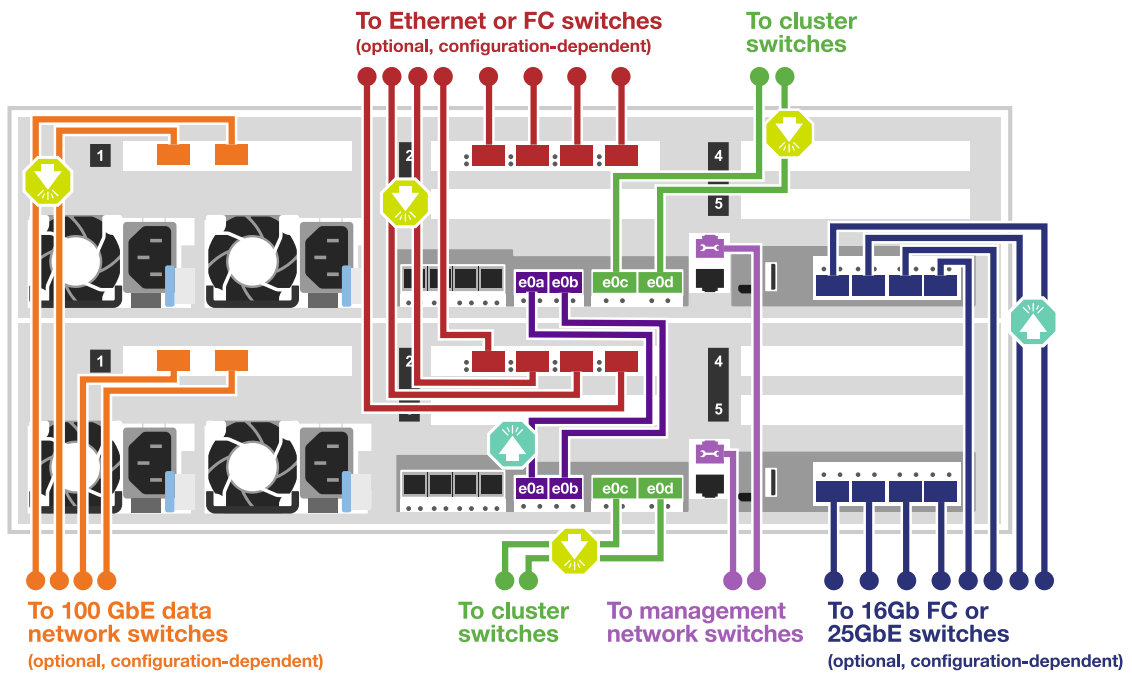 To Ethernet or FC switches
(optional, configuration-dependent)
To cluster
switches
1
2
4
5
e0a e0b e0c e0d
1
2
4
5
e0a e0b e0c e0d
To 100 GbE data
network switches
(optional, configuration-dependent)
To cluster
switches
To management
network switches
To 16Gb FC or
25GbE switches
(optional, configuration-dependent)